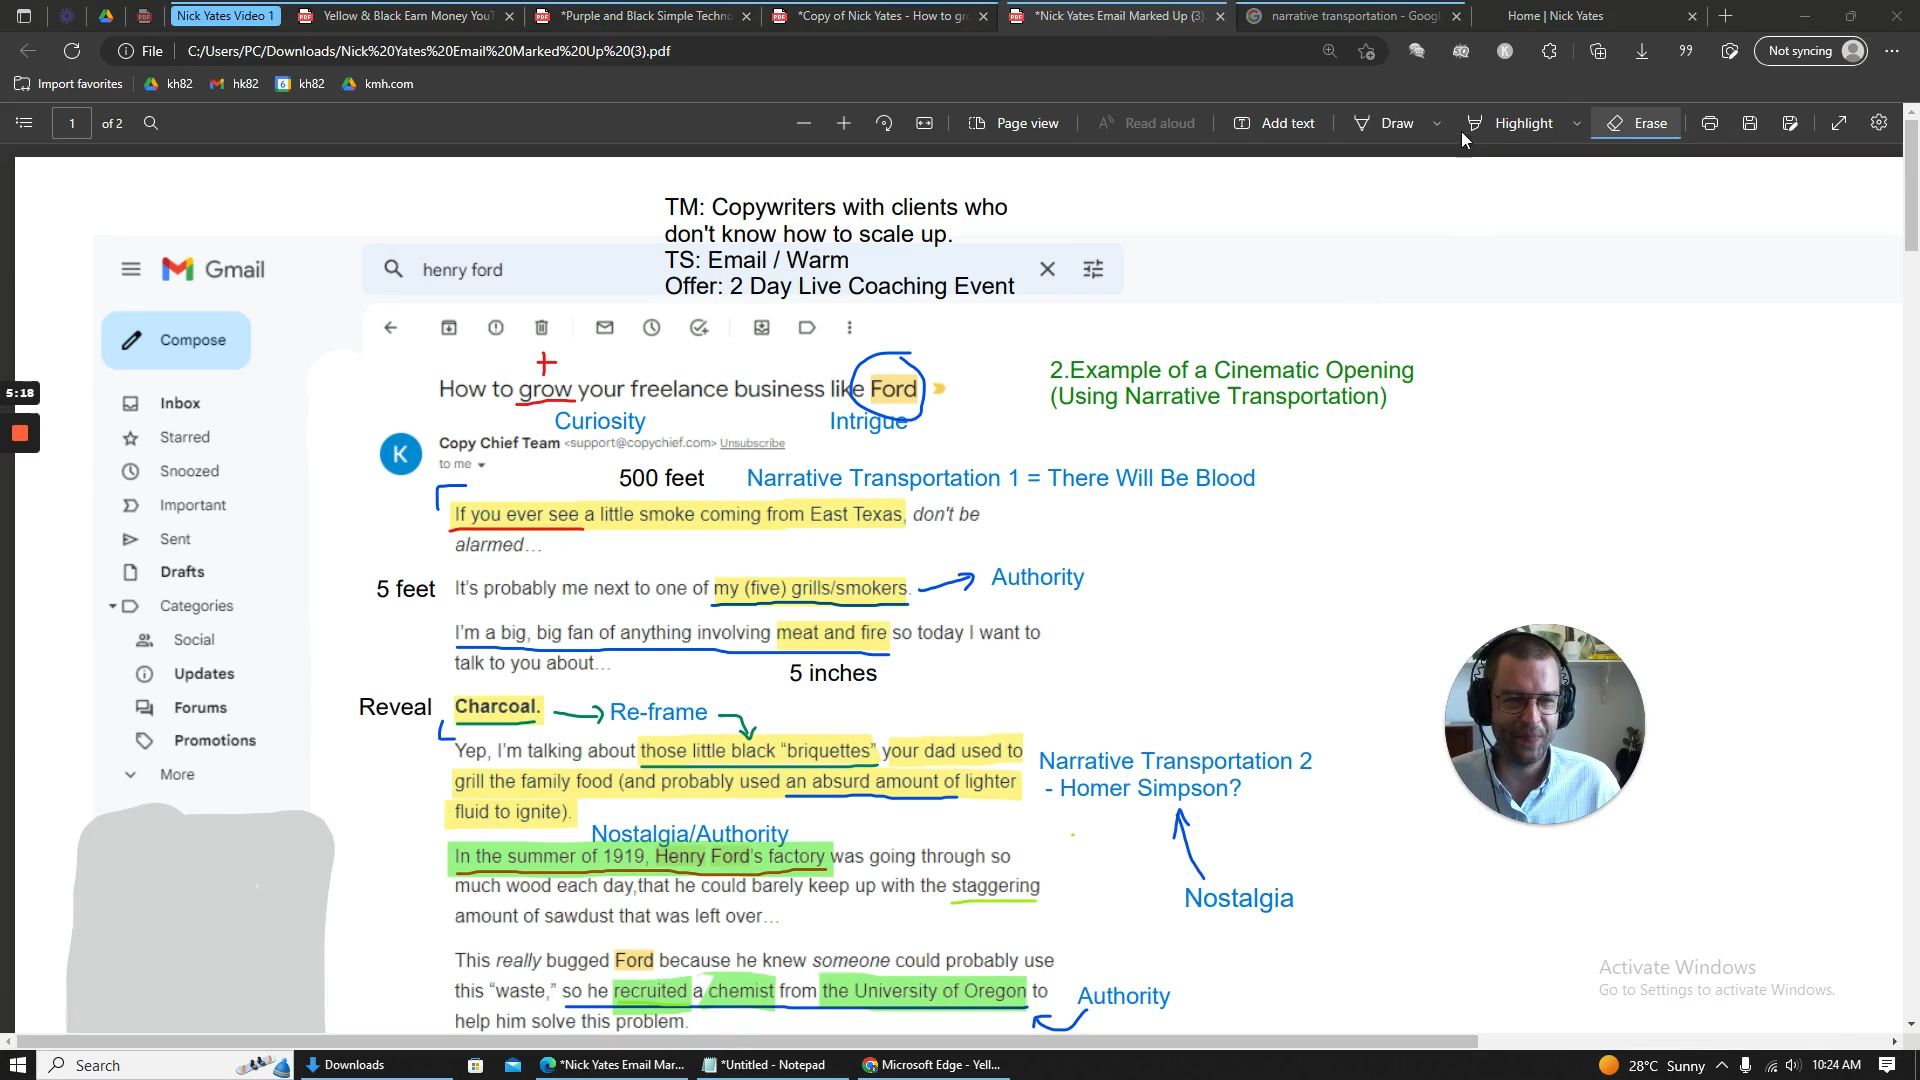 Nick Yates Video 1
Yellow & Black Earn Money YouT
*Purple and Black Simple Techno
*Copy of Nick Yates - How to gr
*Nick Yates Email Marked Up (3).
narrative transportation - Googl
Home | Nick Yates
File
C:/Users/PC/Downloads/Nick%20Yates%20Email%20Marked%20Up%20(3).pdf
Not syncing
Import favorites
kh82
hk82
kh82
kmh.com
1
of 2
Page view
Read aloud
Add text
Draw
Highlight
Erase
TM: Copywriters with clients who
don't know how to scale up.
TS: Email / Warm
Offer: 2 Day Live Coaching Event
Gmail
henry ford
Compose
+
How to grow your freelance business like Ford
Curiosity
Intrigue
2.Example of a Cinematic Opening
(Using Narrative Transportation)
5:18
Inbox
Starred
Snoozed
Important
Sent
Drafts
Categories
Social
Updates
Forums
Promotions
More
K
Copy Chief Team <support@copychief.com> Unsubscribe
to me
500 feet
Narrative Transportation 1 = There Will Be Blood
If you ever see a little smoke coming from East Texas, don't be
alarmed…
5 feet
It's probably me next to one of my (five) grills/smokers.
Authority
I'm a big, big fan of anything involving meat and fire so today I want to
talk to you about…
5 inches
Reveal
Charcoal.
Re-frame
Yep, I'm talking about those little black “briquettes” your dad used to
grill the family food (and probably used an absurd amount of lighter
fluid to ignite).
Narrative Transportation 2
- Homer Simpson?
Nostalgia/Authority
In the summer of 1919, Henry Ford's factory was going through so
much wood each day,that he could barely keep up with the staggering
amount of sawdust that was left over…
Nostalgia
This really bugged Ford because he knew someone could probably use
this “waste,” so he recruited a chemist from the University of Oregon to
help him solve this problem.
Authority
Activate Windows
Go to Settings to activate Windows.
Search
Downloads
*Nick Yates Email Mar...
*Untitled - Notepad
Microsoft Edge - Yell...
28°C Sunny
10:24 AM